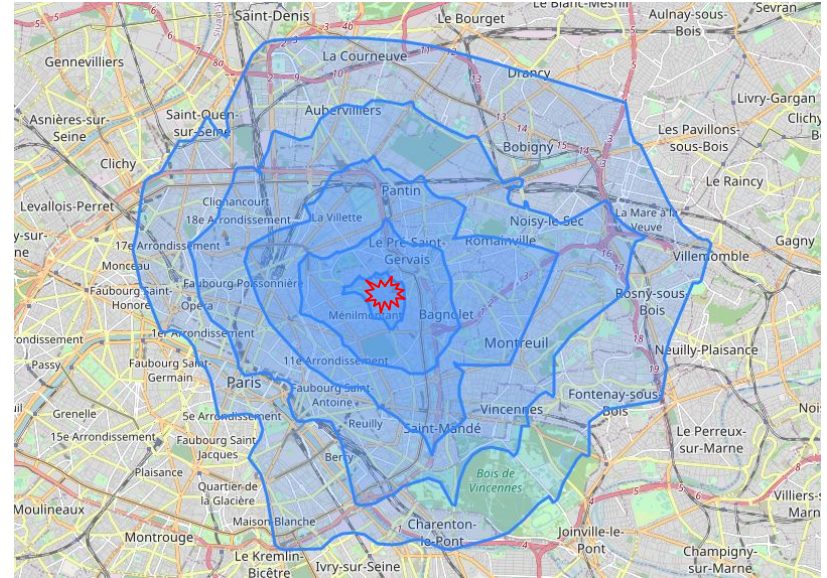 Saint-Denis
Le Bourget
Le Blanc-Mesnil
Sevran
Aulnay-sous-
Bois
La Courneuve
Gennevilliers
Drancy
Livry-Gargan
Aubervilliers
Saint-Ouen-
sur-Seine
Asnières-sur-
Seine
Les Pavillons-
sous-Bois
Clichy
Bobigny
Clichy
Le Raincy
Pantin
Levallois-Perret
Clignancourt
18e Arrondissement
La Villette
Noisy-le-Sec
La Mare à la
Veuve
Romainville
Gagny
Villemomble
17e Arrondissement
Monceau
Le Pré-Saint-
Gervais
Faubourg Saint-
Honoré
Faubourg Poissonnière
Opéra
Rosny-sous-
Bois
Ménilmontant
Bagnolet
1er Arrondissement
rondissement
Montreuil
Neuilly-Plaisance
Passy
Faubourg Saint-
Germain
11e Arrondissement
Paris
Faubourg Saint-
Antoine
Fontenay-sous-
Bois
Grenelle
5e Arrondissement
Reuilly
Vincennes
Saint-Mandé
15e Arrondissement
Faubourg Saint
Jacques
Le Perreux-
sur-Marne
Plaisance
Bercy
Bois de
Vincennes
Quartier de
la Glacière
Villiers-s
Marn
Moulineaux
Maison Blanche
Charenton-
le-Pont
Joinville-le-
Pont
Montrouge
Le Kremlin-
Bicêtre
Ivry-sur-Seine
Champigny-
sur-Marne